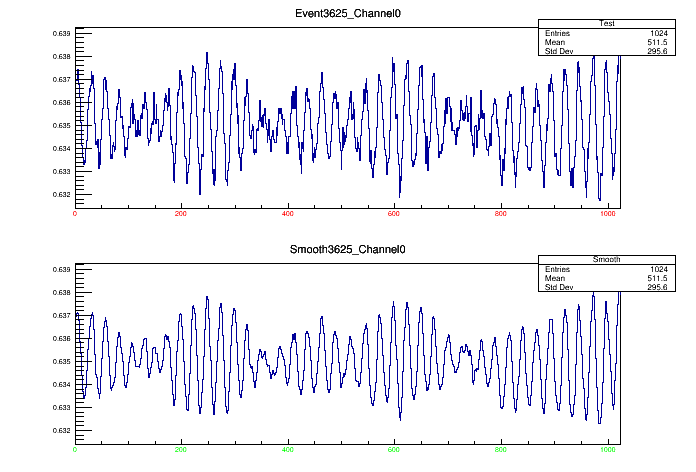 Event3625_Channel0
Test
Entries 1024
Mean 511.5
Std Dev 295.6
0.639
0.638
0.637
0.636
0.635
0.634
0.633
0.632
0 200 400 600 800 1000
Smooth3625_Channel0
Smooth
Entries 1024
Mean 511.5
Std Dev 295.6
0.639
0.638
0.637
0.636
0.635
0.634
0.633
0.632
0 200 400 600 800 1000